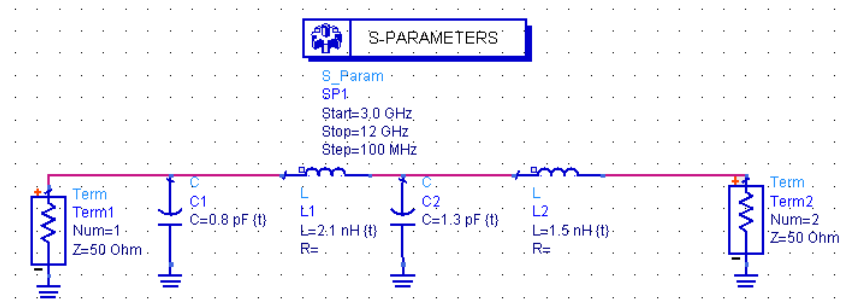 S-PARAMETERS
S_Param
SP1
Start=3.0 GHz
Stop=12 GHz
Step=100 MHz
Term
Term1
Num=1
Z=50 Ohm
C
C1
C=0.8 pF {t}
L
L1
L=2.1 nH {t}
R=
C
C2
C=1.3 pF {t}
L
L2
L=1.5 nH {t}
R=
Term
Term2
Num=2
Z=50 Ohm